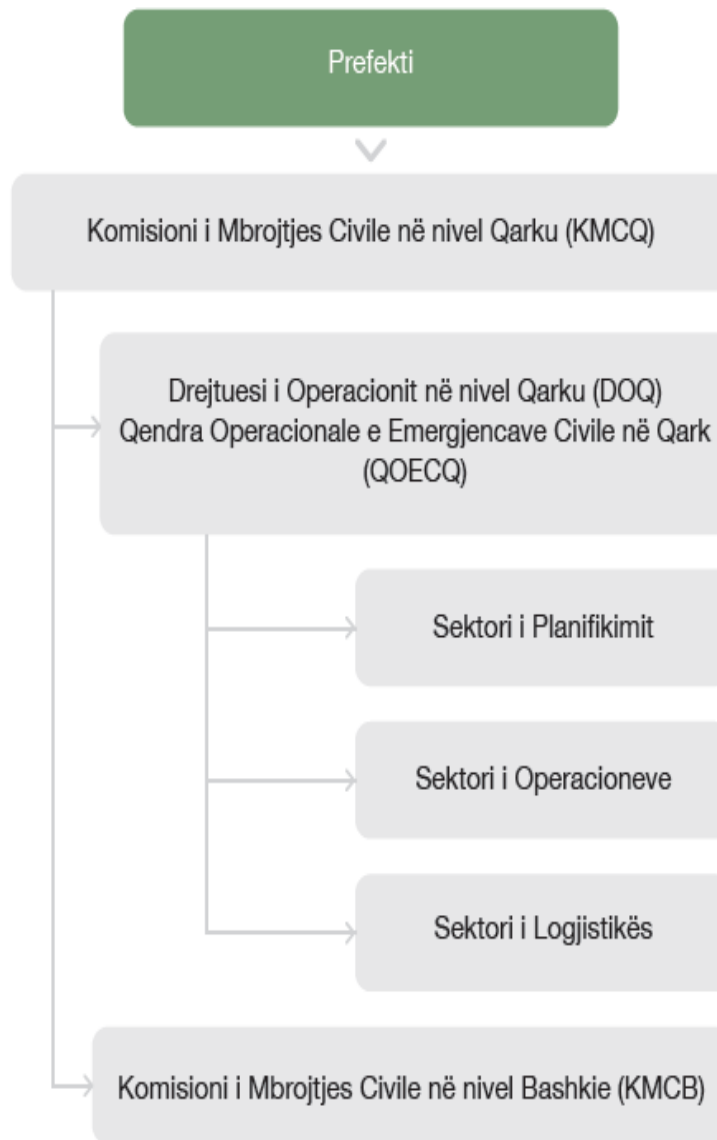 Prefekti
Komisioni i Mbrojtjes Civile në nivel Qarku (KMCQ)
Drejtuesi i Operacionit në nivel Qarku (DOQ)
Qendra Operacionale e Emergjencave Civile në Qark
(QOECQ)
Sektori i Planifikimit
Sektori i Operacioneve
Sektori i Logjistikës
Komisioni i Mbrojtjes Civile në nivel Bashkie (KMCB)